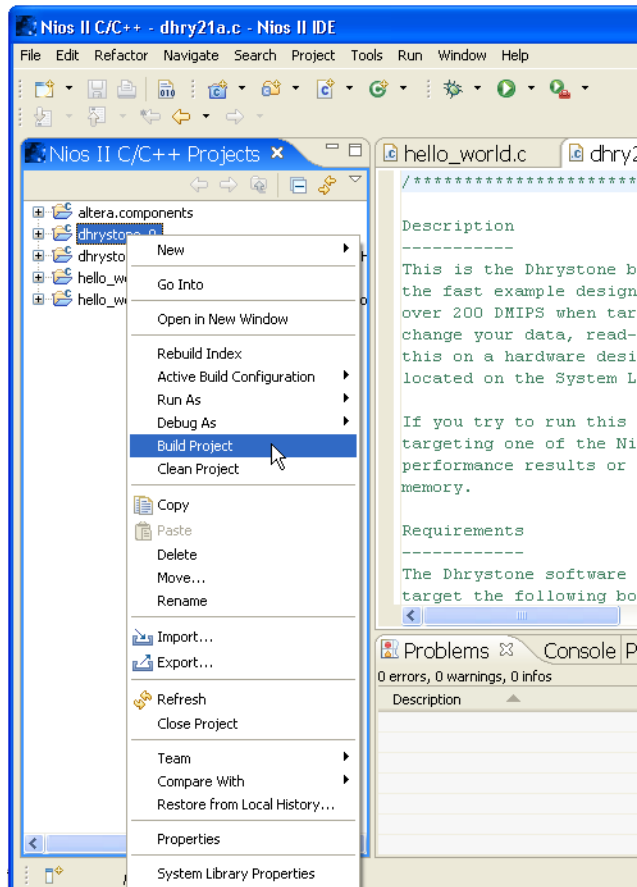 Nios II C/C++ - dhry21a.c - Nios II IDE
File Edit Refactor Navigate Search Project Tools Run Window Help
Nios II C/C++ Projects
hello_world.c
altera.components
dhrystone_0
New
Go Into
Open in New Window
Rebuild Index
Active Build Configuration
Run As
Debug As
Build Project
Clean Project
Copy
Paste
Delete
Move...
Rename
Import...
Export...
Refresh
Close Project
Team
Compare With
Restore from Local History...
Properties
System Library Properties
/***********************
Description
-----------
This is the Dhrystone b
the fast example design
over 200 DMIPS when tar
change your data, read-
this on a hardware desi
located on the System L
If you try to run this
targeting one of the Ni
performance results or
memory.
Requirements
------------
The Dhrystone software
target the following bo
Problems Console P
0 errors, 0 warnings, 0 infos
Description